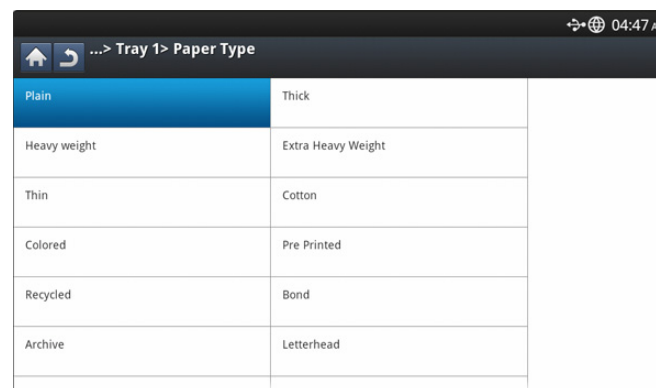 04:47 A
...> Tray 1> Paper Type
Plain
Thick
Heavy weight
Extra Heavy Weight
Thin
Cotton
Colored
Pre Printed
Recycled
Bond
Archive
Letterhead